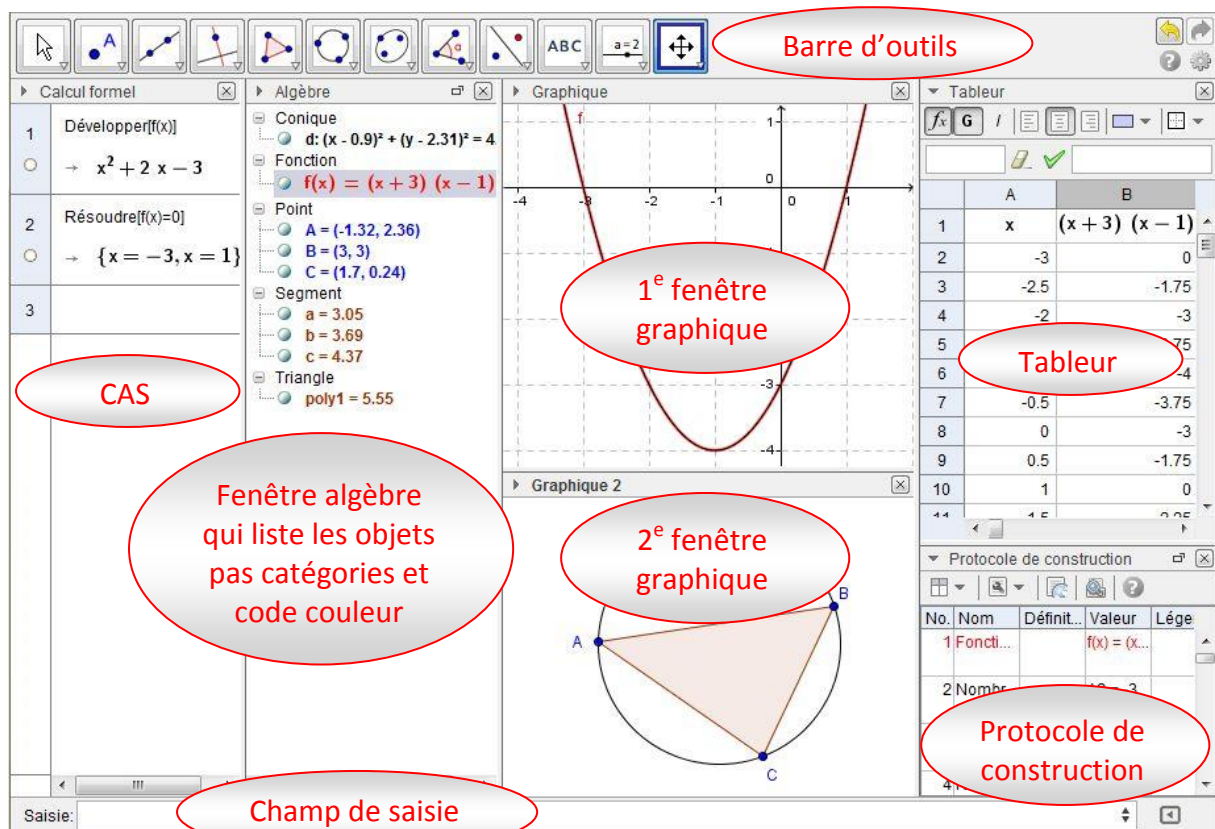 A
α
ABC
a=2
Barre d'outils
Calcul formel
1
Développer[f(x)]
→ x² + 2 x − 3
2
Résoudre[f(x)=0]
→ {x = −3, x = 1}
3
CAS
Algèbre
Conique
d: (x - 0.9)² + (y - 2.31)² = 4.
Fonction
f(x) = (x + 3) (x − 1)
Point
A = (-1.32, 2.36)
B = (3, 3)
C = (1.7, 0.24)
Segment
a = 3.05
b = 3.69
c = 4.37
Triangle
poly1 = 5.55
Fenêtre algèbre
qui liste les objets
pas catégories et
code couleur
Graphique
f
1
0
-4 -3 -2 -1 0 1
-3
-4
1e fenêtre
graphique
Graphique 2
2e fenêtre
graphique
A
B
C
Tableur
fx G I
A B
1 x (x + 3) (x − 1)
2 -3 0
3 -2.5 -1.75
4 -2 -3
5 75
6 -4
7 -0.5 -3.75
8 0 -3
9 0.5 -1.75
10 1 0
Tableur
Protocole de construction
No. Nom Définit... Valeur Lége
1 Foncti... f(x) = (x...
2 Nombr
4
Protocole de
construction
Saisie:
Champ de saisie